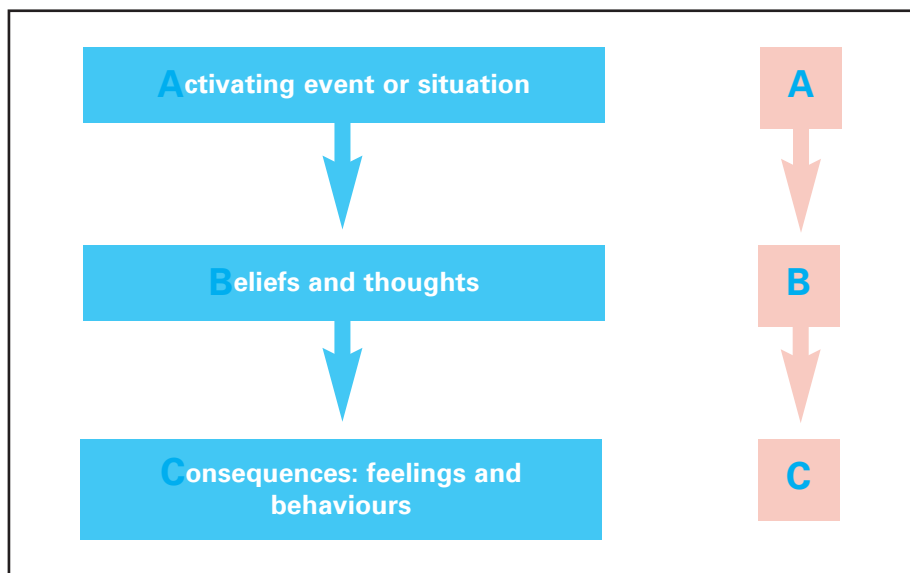 Activating event or situation
A
Beliefs and thoughts
B
Consequences: feelings and
behaviours
C